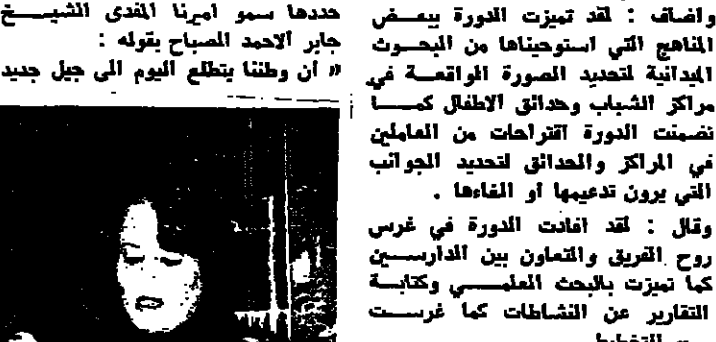 واضاف : لقد تميزت الدورة ببعض
المناهج التي استوحيناها من البحوث
الميدانية لتحديد الصورة الواقعة في
مراكز الشباب وحدائق الاطفال كما
تضمنت الدورة اقتراحات من العاملين
في المراكز والحدائق لتحديد الجوانب
التي يرون تدعيمها أو الغاءها .
وقال : لقد افادت الدورة في غرس
روح الفريق والتعاون بين الدارسين
كما تميزت بالبحث العلمي وكتابة
التقارير عن النشاطات كما غرست
التخطيط
حددها سمو اميرنا المفدى الشيخ
جابر الاحمد الصباح بقوله :
« أن وطننا يتطلع اليوم الى جيل جديد